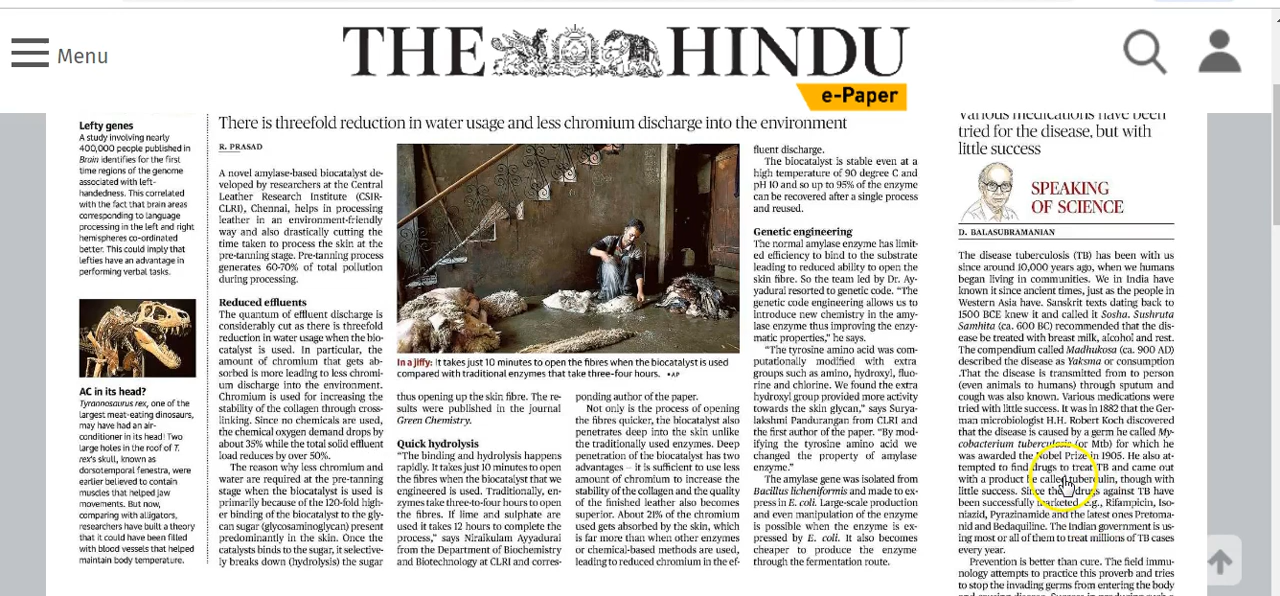 Menu
THE HINDU
e-Paper
Lefty genes
A study involving nearly
400,000 people published in
Brain identifies for the first
time regions of the genome
associated with left-
handedness. This correlated
with the fact that brain areas
corresponding to language
processing in the left and right
hemispheres co-ordinated
better. This could imply that
lefties have an advantage in
performing verbal tasks.
AC in its head?
Tyrannosaurus rex, one of the
largest meat-eating dinosaurs,
may have had an air-
conditioner in its head! Two
large holes in the roof of T.
rex's skull, known as
dorsotemporal fenestra, were
earlier believed to contain
muscles that helped jaw
movements. But now,
comparing with alligators,
researchers have built a theory
that it could have been filled
with blood vessels that helped
maintain body temperature.
There is threefold reduction in water usage and less chromium discharge into the environment
R. PRASAD
A novel amylase-based biocatalyst de-
veloped by researchers at the Central
Leather Research Institute (CSIR-
CLRI), Chennai, helps in processing
leather in an environment-friendly
way and also drastically cutting the
time taken to process the skin at the
pre-tanning stage. Pre-tanning process
generates 60-70% of total pollution
during processing.
Reduced effluents
The quantum of effluent discharge is
considerably cut as there is threefold
reduction in water usage when the bio-
catalyst is used. In particular, the
amount of chromium that gets ab-
sorbed is more leading to less chromi-
um discharge into the environment.
Chromium is used for increasing the
stability of the collagen through cross-
linking. Since no chemicals are used,
the chemical oxygen demand drops by
about 35% while the total solid effluent
load reduces by over 50%.
The reason why less chromium and
water are required at the pre-tanning
stage when the biocatalyst is used is
primarily because of the 120-fold high-
er binding of the biocatalyst to the gly-
can sugar (glycosaminoglycan) present
predominantly in the skin. Once the
catalysts binds to the sugar, it selective-
ly breaks down (hydrolysis) the sugar
In a jiffy: It takes just 10 minutes to open the fibres when the biocatalyst is used
compared with traditional enzymes that take three-four hours. •AP
thus opening up the skin fibre. The re-
sults were published in the journal
Green Chemistry.
Quick hydrolysis
“The binding and hydrolysis happens
rapidly. It takes just 10 minutes to open
the fibres when the biocatalyst that we
engineered is used. Traditionally, en-
zymes take three-to-four hours to open
the fibres. If lime and sulphate are
used it takes 12 hours to complete the
process,” says Niraikulam Ayyadurai
from the Department of Biochemistry
and Biotechnology at CLRI and corres-
ponding author of the paper.
Not only is the process of opening
the fibres quicker, the biocatalyst also
penetrates deep into the skin unlike
the traditionally used enzymes. Deep
penetration of the biocatalyst has two
advantages – it is sufficient to use less
amount of chromium to increase the
stability of the collagen and the quality
of the finished leather also becomes
superior. About 21% of the chromium
used gets absorbed by the skin, which
is far more than when other enzymes
or chemical-based methods are used,
leading to reduced chromium in the ef-
fluent discharge.
The biocatalyst is stable even at a
high temperature of 90 degree C and
pH 10 and so up to 95% of the enzyme
can be recovered after a single process
and reused.
Genetic engineering
The normal amylase enzyme has limit-
ed efficiency to bind to the substrate
leading to reduced ability to open the
skin fibre. So the team led by Dr. Ay-
yadurai resorted to genetic code. “The
genetic code engineering allows us to
introduce new chemistry in the amy-
lase enzyme thus improving the enzy-
matic properties,” he says.
“The tyrosine amino acid was com-
putationally modified with extra
groups such as amino, hydroxyl, fluo-
rine and chlorine. We found the extra
hydroxyl group provided more activity
towards the skin glycan,” says Surya-
lakshmi Pandurangan from CLRI and
the first author of the paper. “By mod-
ifying the tyrosine amino acid we
changed the property of amylase
enzyme.”
The amylase gene was isolated from
Bacillus licheniformis and made to ex-
press in E. coli. Large-scale production
and even manipulation of the enzyme
is possible when the enzyme is ex-
pressed by E. coli. It also becomes
cheaper to produce the enzyme
through the fermentation route.
Various medications have been
tried for the disease, but with
little success
SPEAKING
OF SCIENCE
D. BALASUBRAMANIAN
The disease tuberculosis (TB) has been with us
since around 10,000 years ago, when we humans
began living in communities. We in India have
known it since ancient times, just as the people in
Western Asia have. Sanskrit texts dating back to
1500 BCE knew it and called it Sosha. Sushruta
Samhita (ca. 600 BC) recommended that the dis-
ease be treated with breast milk, alcohol and rest.
The compendium called Madhukosa (ca. 900 AD)
described the disease as Yaksma or consumption
.That the disease is transmitted from to person
(even animals to humans) through sputum and
cough was also known. Various medications were
tried with little success. It was in 1882 that the Ger-
man microbiologist H.H. Robert Koch discovered
that the disease is caused by a germ he called My-
cobacterium tuberculosis (or Mtb) for which he
was awarded the Nobel Prize in 1905. He also at-
tempted to find drugs to treat TB and came out
with a product he called tuberculin, though with
little success. Since then drugs against TB have
been successfully e.g., Rifampicin, Iso-
niazid, Pyrazinamide and the latest ones Pretoma-
nid and Bedaquiline. The Indian government is us-
ing most or all of them to treat millions of TB cases
every year.
Prevention is better than cure. The field immu-
nology attempts to practice this proverb and tries
to stop the invading germs from entering the body